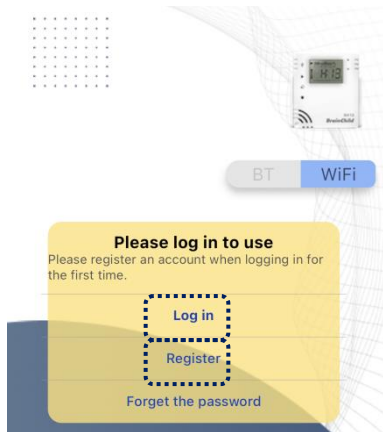 BrainChild
BT
WiFi
Please log in to use
Please register an account when logging in for
the first time.
Log in
Register
Forget the password